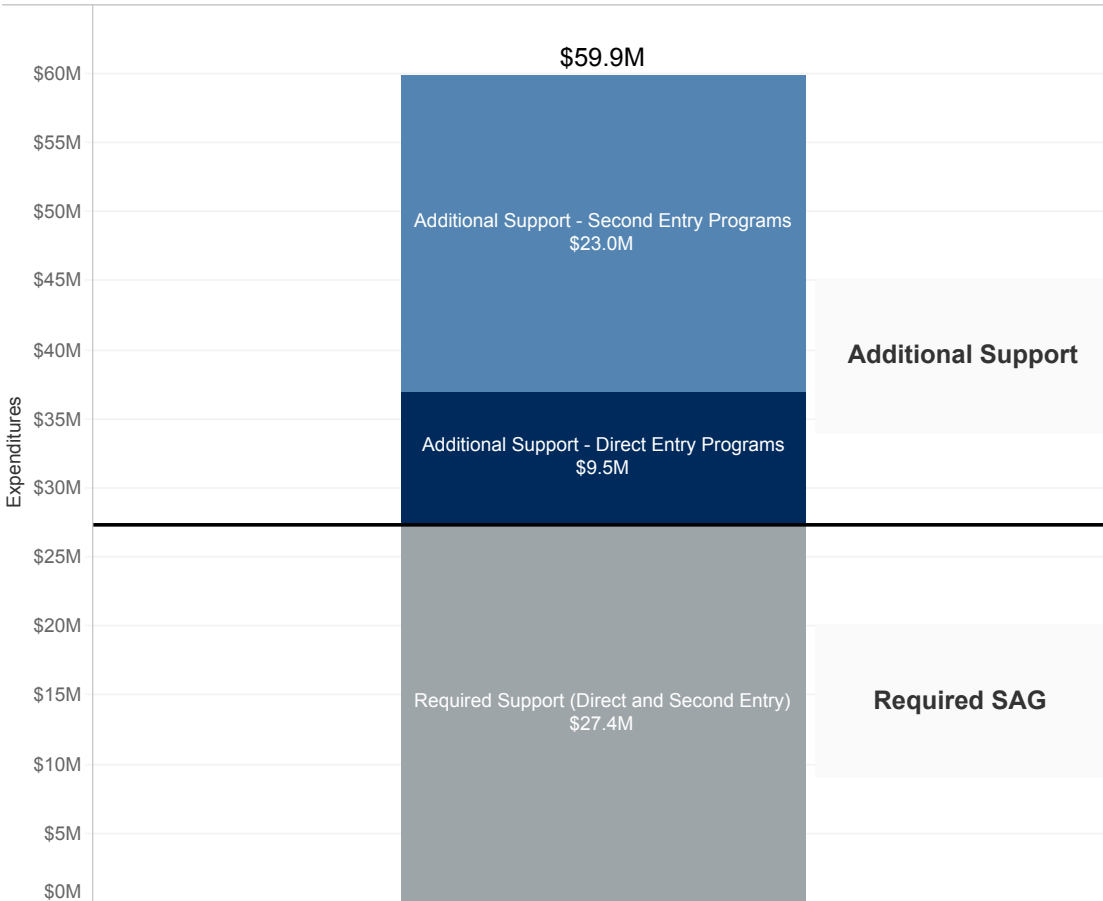 $59.9M
$60M
$55M
$50M
Additional Support - Second Entry Programs
$23.0M
$45M
$40M
Additional Support
Expenditures
$35M
Additional Support - Direct Entry Programs
$9.5M
$30M
$25M
$20M
$15M
Required Support (Direct and Second Entry)
$27.4M
Required SAG
$10M
$5M
$0M